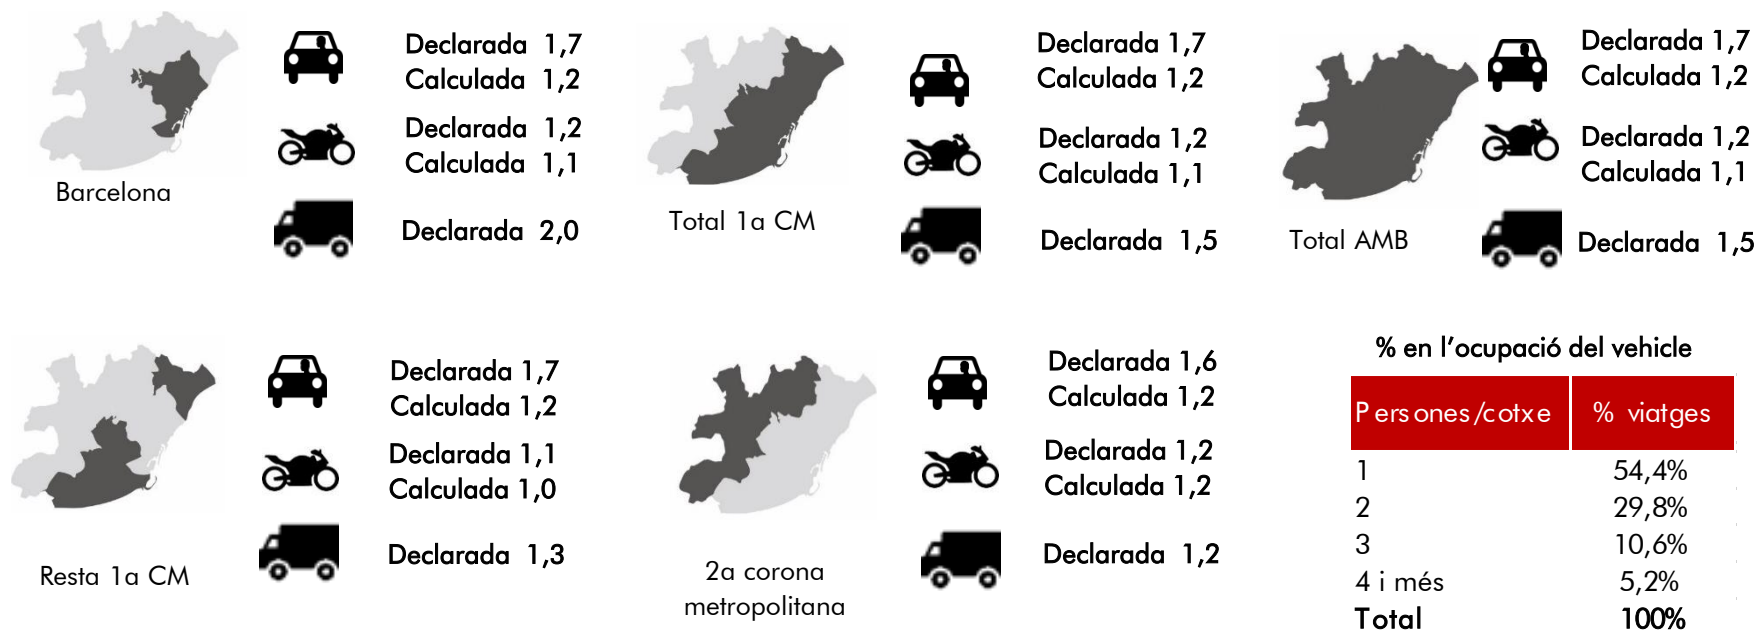 Declarada 1,7
Calculada 1,2
Declarada 1,2
Calculada 1,1
Declarada 2,0
Barcelona
Declarada 1,7
Calculada 1,2
Declarada 1,2
Calculada 1,1
Declarada 1,5
Total 1a CM
Declarada 1,7
Calculada 1,2
Declarada 1,2
Calculada 1,1
Declarada 1,5
Total AMB
Declarada 1,7
Calculada 1,2
Declarada 1,1
Calculada 1,0
Declarada 1,3
Resta 1a CM
Declarada 1,6
Calculada 1,2
Declarada 1,2
Calculada 1,2
Declarada 1,2
2a corona
metropolitana
% en l'ocupació del vehicle
Persones/cotxe % viatges
1 54,4%
2 29,8%
3 10,6%
4 i més 5,2%
Total 100%